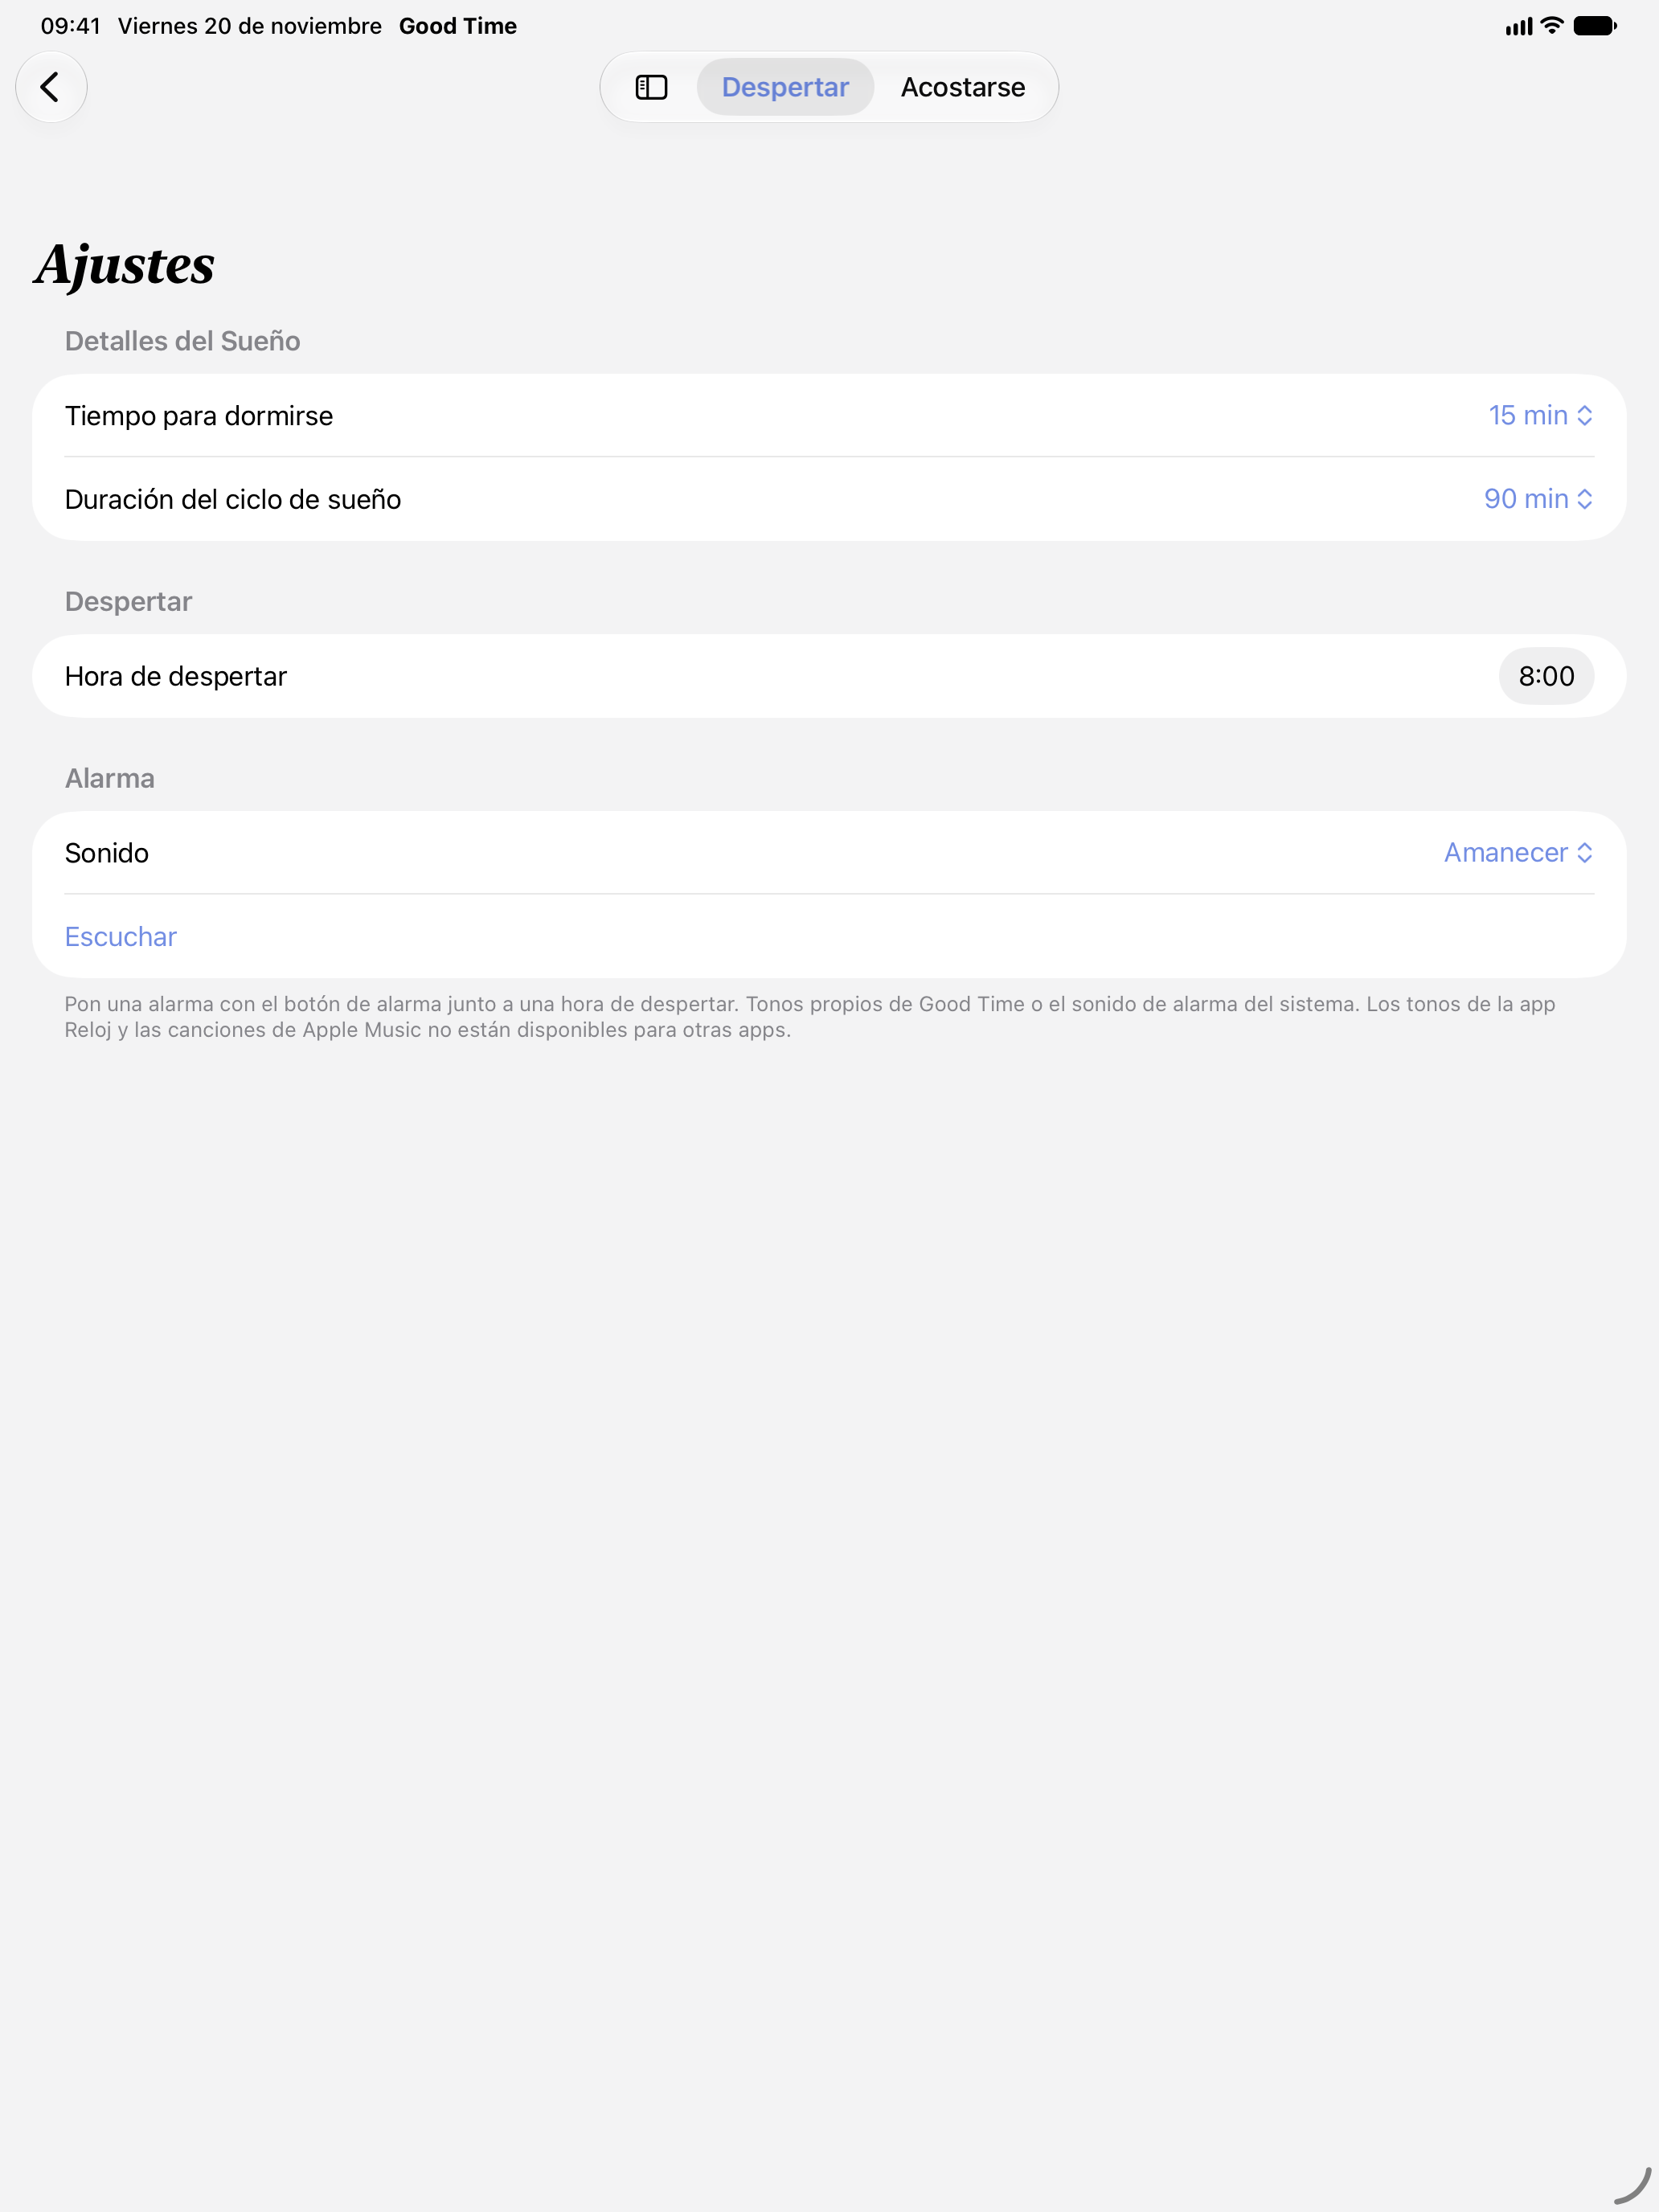 09:41 Viernes 20 de noviembre Good Time
Despertar Acostarse
Ajustes
Detalles del Sueño
Tiempo para dormirse 15 min
Duración del ciclo de sueño 90 min
Despertar
Hora de despertar 8:00
Alarma
Sonido Amanecer
Escuchar
Pon una alarma con el botón de alarma junto a una hora de despertar. Tonos propios de Good Time o el sonido de alarma del sistema. Los tonos de la app
Reloj y las canciones de Apple Music no están disponibles para otras apps.